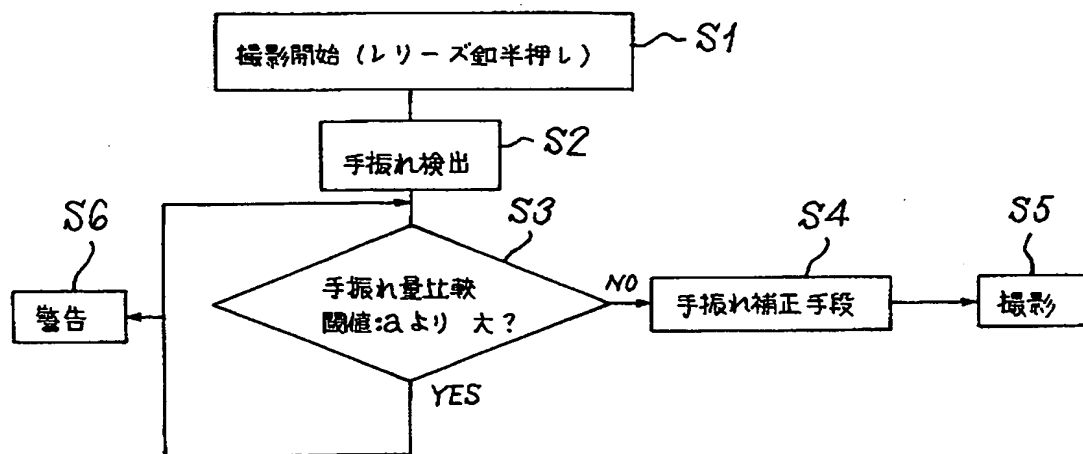 撮影開始（レリーズ釦半押し）
S1
手振れ検出
S2
S6
警告
S3
手振れ量比較
閾値:aより 大？
NO
YES
S4
手振れ補正手段
S5
撮影